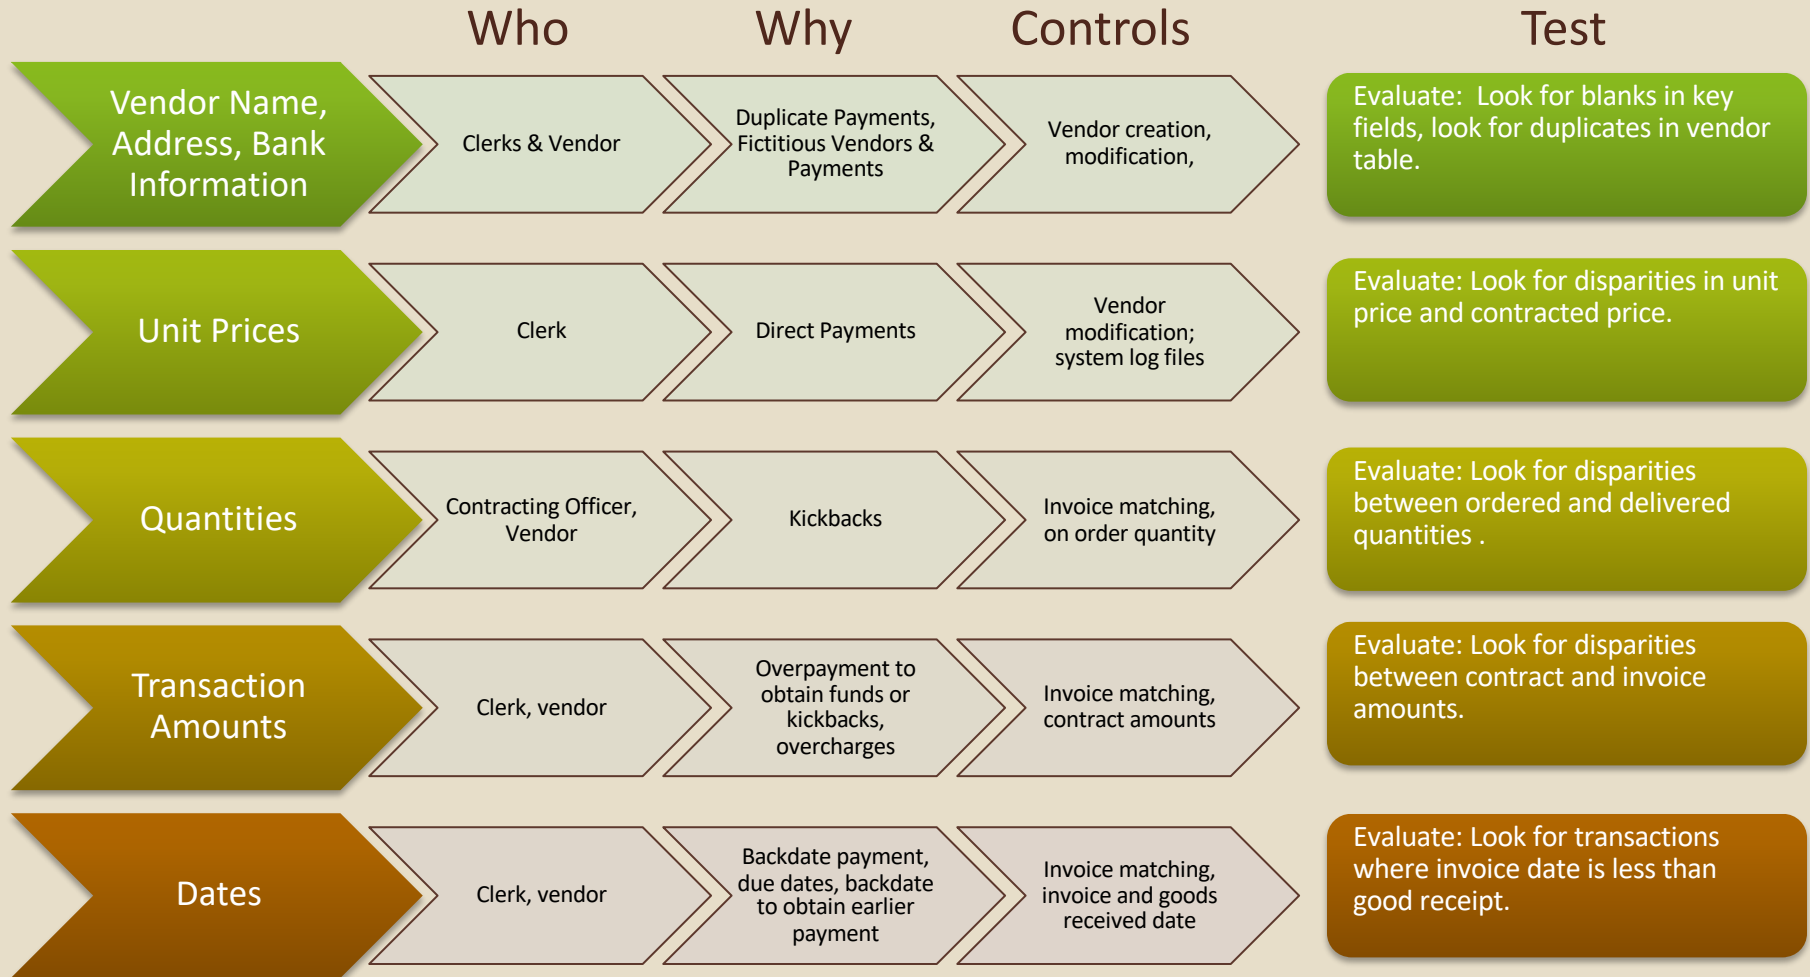 Who
Why
Controls
Test
Vendor Name,
Address, Bank
Information
Clerks & Vendor
Duplicate Payments,
Fictitious Vendors &
Payments
Vendor creation,
modification,
Evaluate:  Look for blanks in key
fields, look for duplicates in vendor
table.
Unit Prices
Clerk
Direct Payments
Vendor
modification;
system log files
Evaluate: Look for disparities in unit
price and contracted price.
Quantities
Contracting Officer,
Vendor
Kickbacks
Invoice matching,
on order quantity
Evaluate: Look for disparities
between ordered and delivered
quantities .
Transaction
Amounts
Clerk, vendor
Overpayment to
obtain funds or
kickbacks,
overcharges
Invoice matching,
contract amounts
Evaluate: Look for disparities
between contract and invoice
amounts.
Dates
Clerk, vendor
Backdate payment,
due dates, backdate
to obtain earlier
payment
Invoice matching,
invoice and goods
received date
Evaluate: Look for transactions
where invoice date is less than
good receipt.